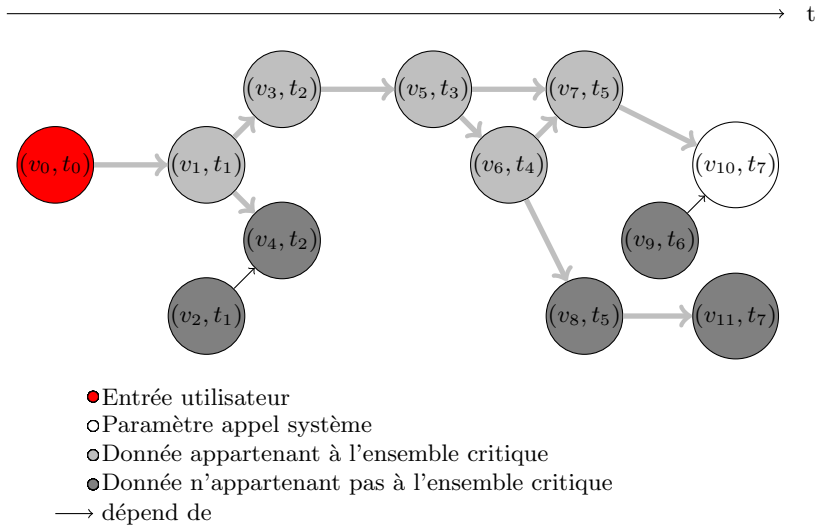 t
(v₃, t₂) (v₅, t₃) (v₇, t₅)
(v₀, t₀) (v₁, t₁) (v₆, t₄) (v₁₀, t₇)
(v₄, t₂) (v₉, t₆)
(v₂, t₁) (v₈, t₅) (v₁₁, t₇)
Entrée utilisateur
Paramètre appel système
Donnée appartenant à l'ensemble critique
Donnée n'appartenant pas à l'ensemble critique
dépend de